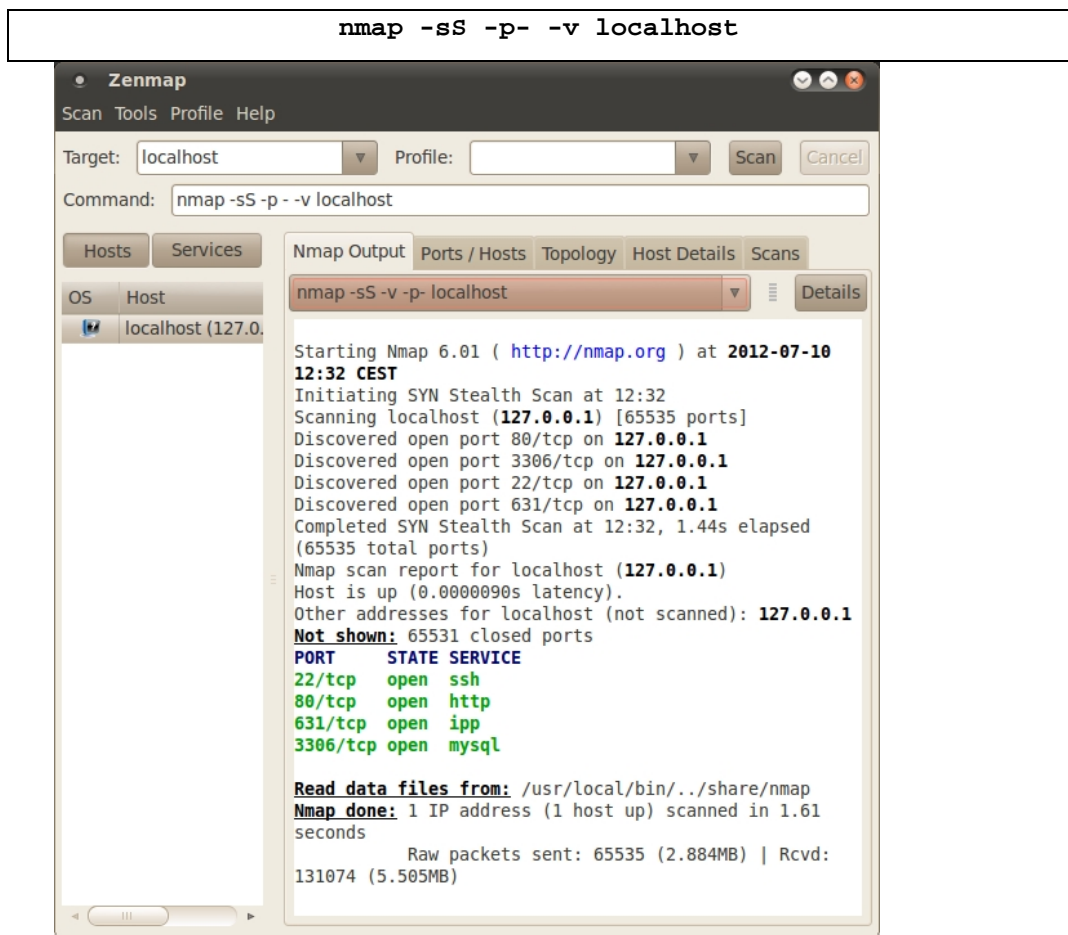 nmap -sS -p- -v localhost
Zenmap
Scan Tools Profile Help
Target: localhost Profile: Scan Cancel
Command: nmap -sS -p - -v localhost
Hosts Services
Nmap Output Ports / Hosts Topology Host Details Scans
OS Host
nmap -sS -v -p- localhost Details
localhost (127.0.
Starting Nmap 6.01 ( http://nmap.org ) at 2012-07-10
12:32 CEST
Initiating SYN Stealth Scan at 12:32
Scanning localhost (127.0.0.1) [65535 ports]
Discovered open port 80/tcp on 127.0.0.1
Discovered open port 3306/tcp on 127.0.0.1
Discovered open port 22/tcp on 127.0.0.1
Discovered open port 631/tcp on 127.0.0.1
Completed SYN Stealth Scan at 12:32, 1.44s elapsed
(65535 total ports)
Nmap scan report for localhost (127.0.0.1)
Host is up (0.0000090s latency).
Other addresses for localhost (not scanned): 127.0.0.1
Not shown: 65531 closed ports
PORT STATE SERVICE
22/tcp open ssh
80/tcp open http
631/tcp open ipp
3306/tcp open mysql
Read data files from: /usr/local/bin/../share/nmap
Nmap done: 1 IP address (1 host up) scanned in 1.61
seconds
Raw packets sent: 65535 (2.884MB) | Rcvd:
131074 (5.505MB)